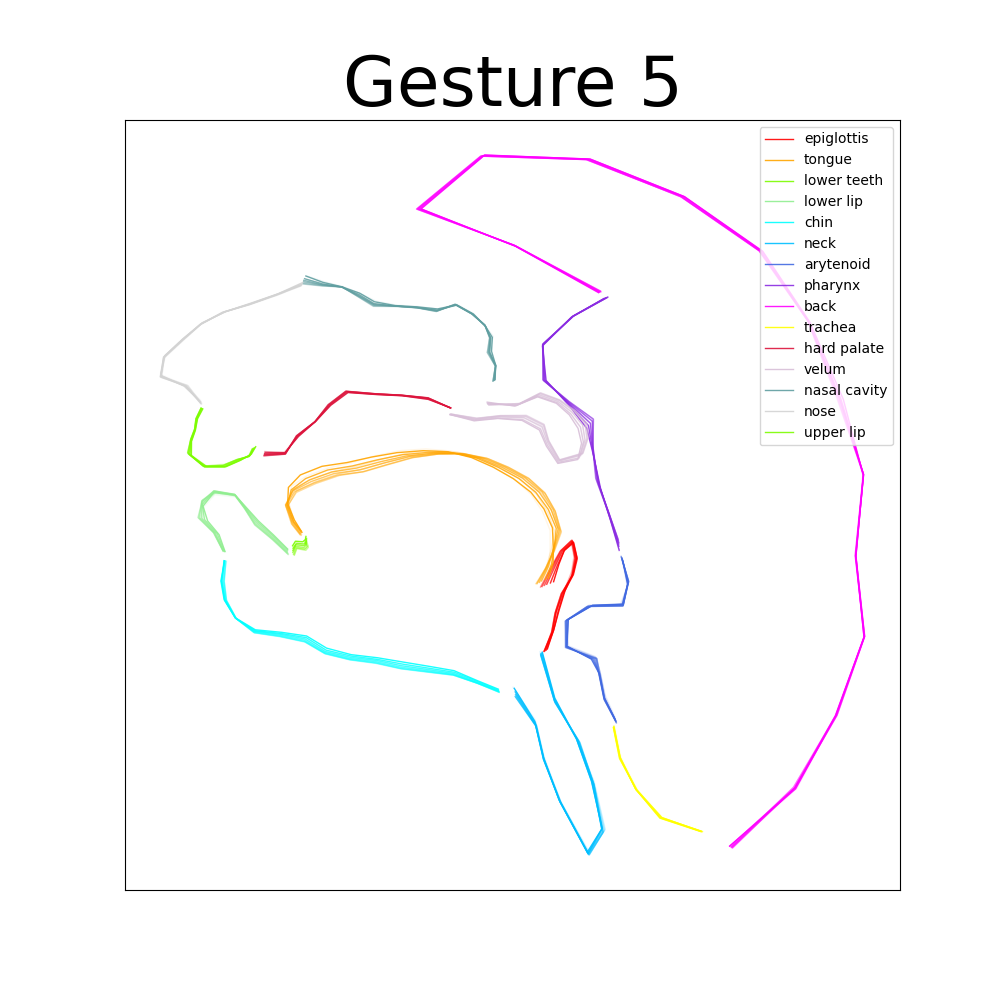 Gesture 5
epiglottis
tongue
lower teeth
lower lip
chin
neck
arytenoid
pharynx
back
trachea
hard palate
velum
nasal cavity
nose
upper lip